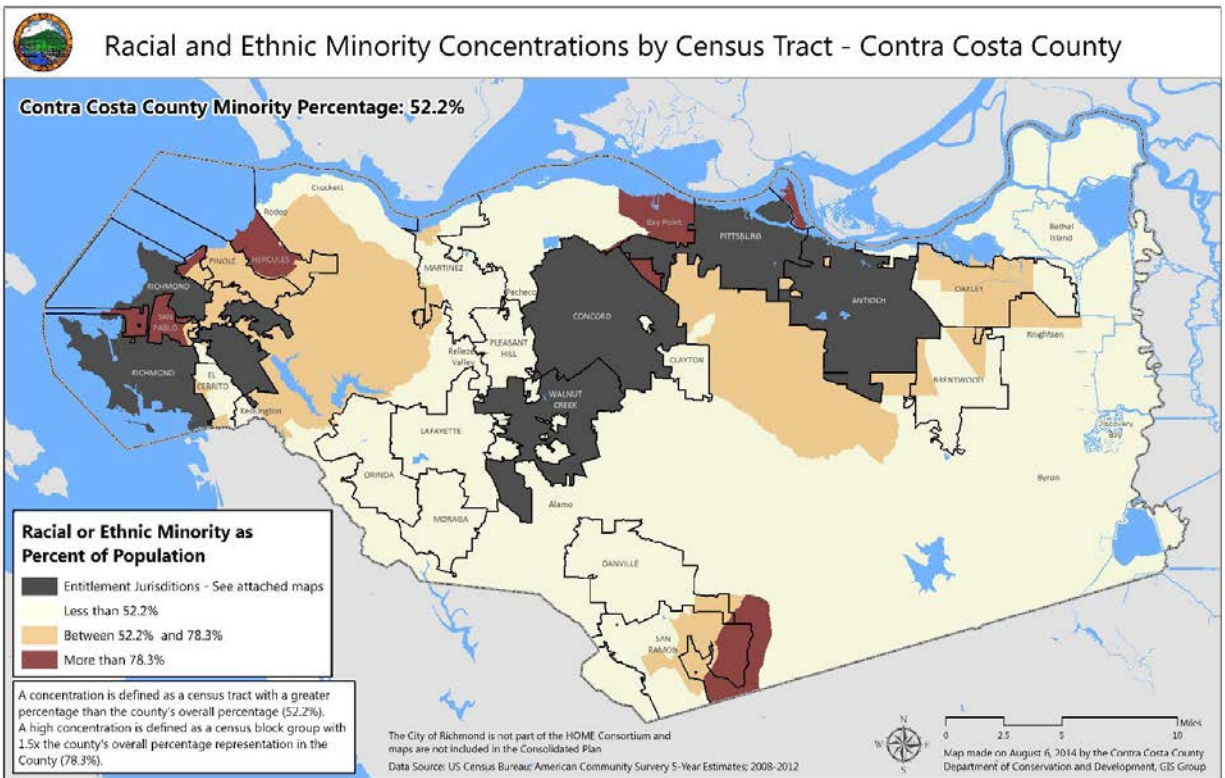 Racial and Ethnic Minority Concentrations by Census Tract - Contra Costa County
Contra Costa County Minority Percentage: 52.2%
Crockett
Rodeo
Bay Point
Bethel
Island
PINOLE
HERCULES
MARTINEZ
PITTSBURG
RICHMOND
Pacheco
OAKLEY
ANTIOCH
SAN
PABLO
CONCORD
Knightsen
Reliez
Valley
PLEASANT
HILL
CLAYTON
RICHMOND
EL
CERRITO
BRENTWOOD
WALNUT
CREEK
Kensington
LAFAYETTE
Discovery
Bay
ORINDA
Byron
Alamo
MORAGA
DANVILLE
SAN
RAMON
Racial or Ethnic Minority as
Percent of Population
Entitlement Jurisdictions - See attached maps
Less than 52.2%
Between 52.2% and 78.3%
More than 78.3%
A concentration is defined as a census tract with a greater
percentage than the county's overall percentage (52.2%).
A high concentration is defined as a census block group with
1.5x the county's overall percentage representation in the
County (78.3%).
The City of Richmond is not part of the HOME Consortium and
maps are not included in the Consolidated Plan
Data Source: US Census Bureau, American Community Survery 5-Year Estimates; 2008-2012
N
W E
S
Miles
0 2.5 5 10
Map made on August 6, 2014 by the Contra Costa County
Department of Conservation and Development, GIS Group